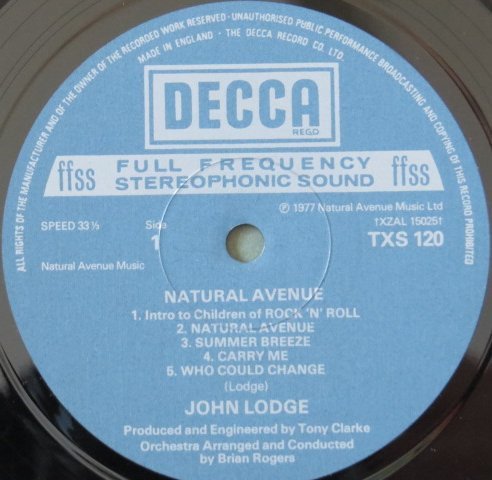 ALL RIGHTS OF THE MANUFACTURER AND OF THE OWNER OF THE RECORDED WORK RESERVED · UNAUTHORISED PUBLIC PERFORMANCE BROADCASTING AND COPYING OF THIS RECORD PROHIBITED
MADE IN ENGLAND · THE DECCA RECORD CO. LTD.
DECCA
REGD
ffss FULL FREQUENCY STEREOPHONIC SOUND ffss
℗ 1977 Natural Avenue Music Ltd
SPEED 33⅓ Side †XZAL 15025†
1 TXS 120
Natural Avenue Music
NATURAL AVENUE
1. Intro to Children of ROCK 'N' ROLL
2. NATURAL AVENUE
3. SUMMER BREEZE
4. CARRY ME
5. WHO COULD CHANGE
(Lodge)
JOHN LODGE
Produced and Engineered by Tony Clarke
Orchestra Arranged and Conducted
by Brian Rogers